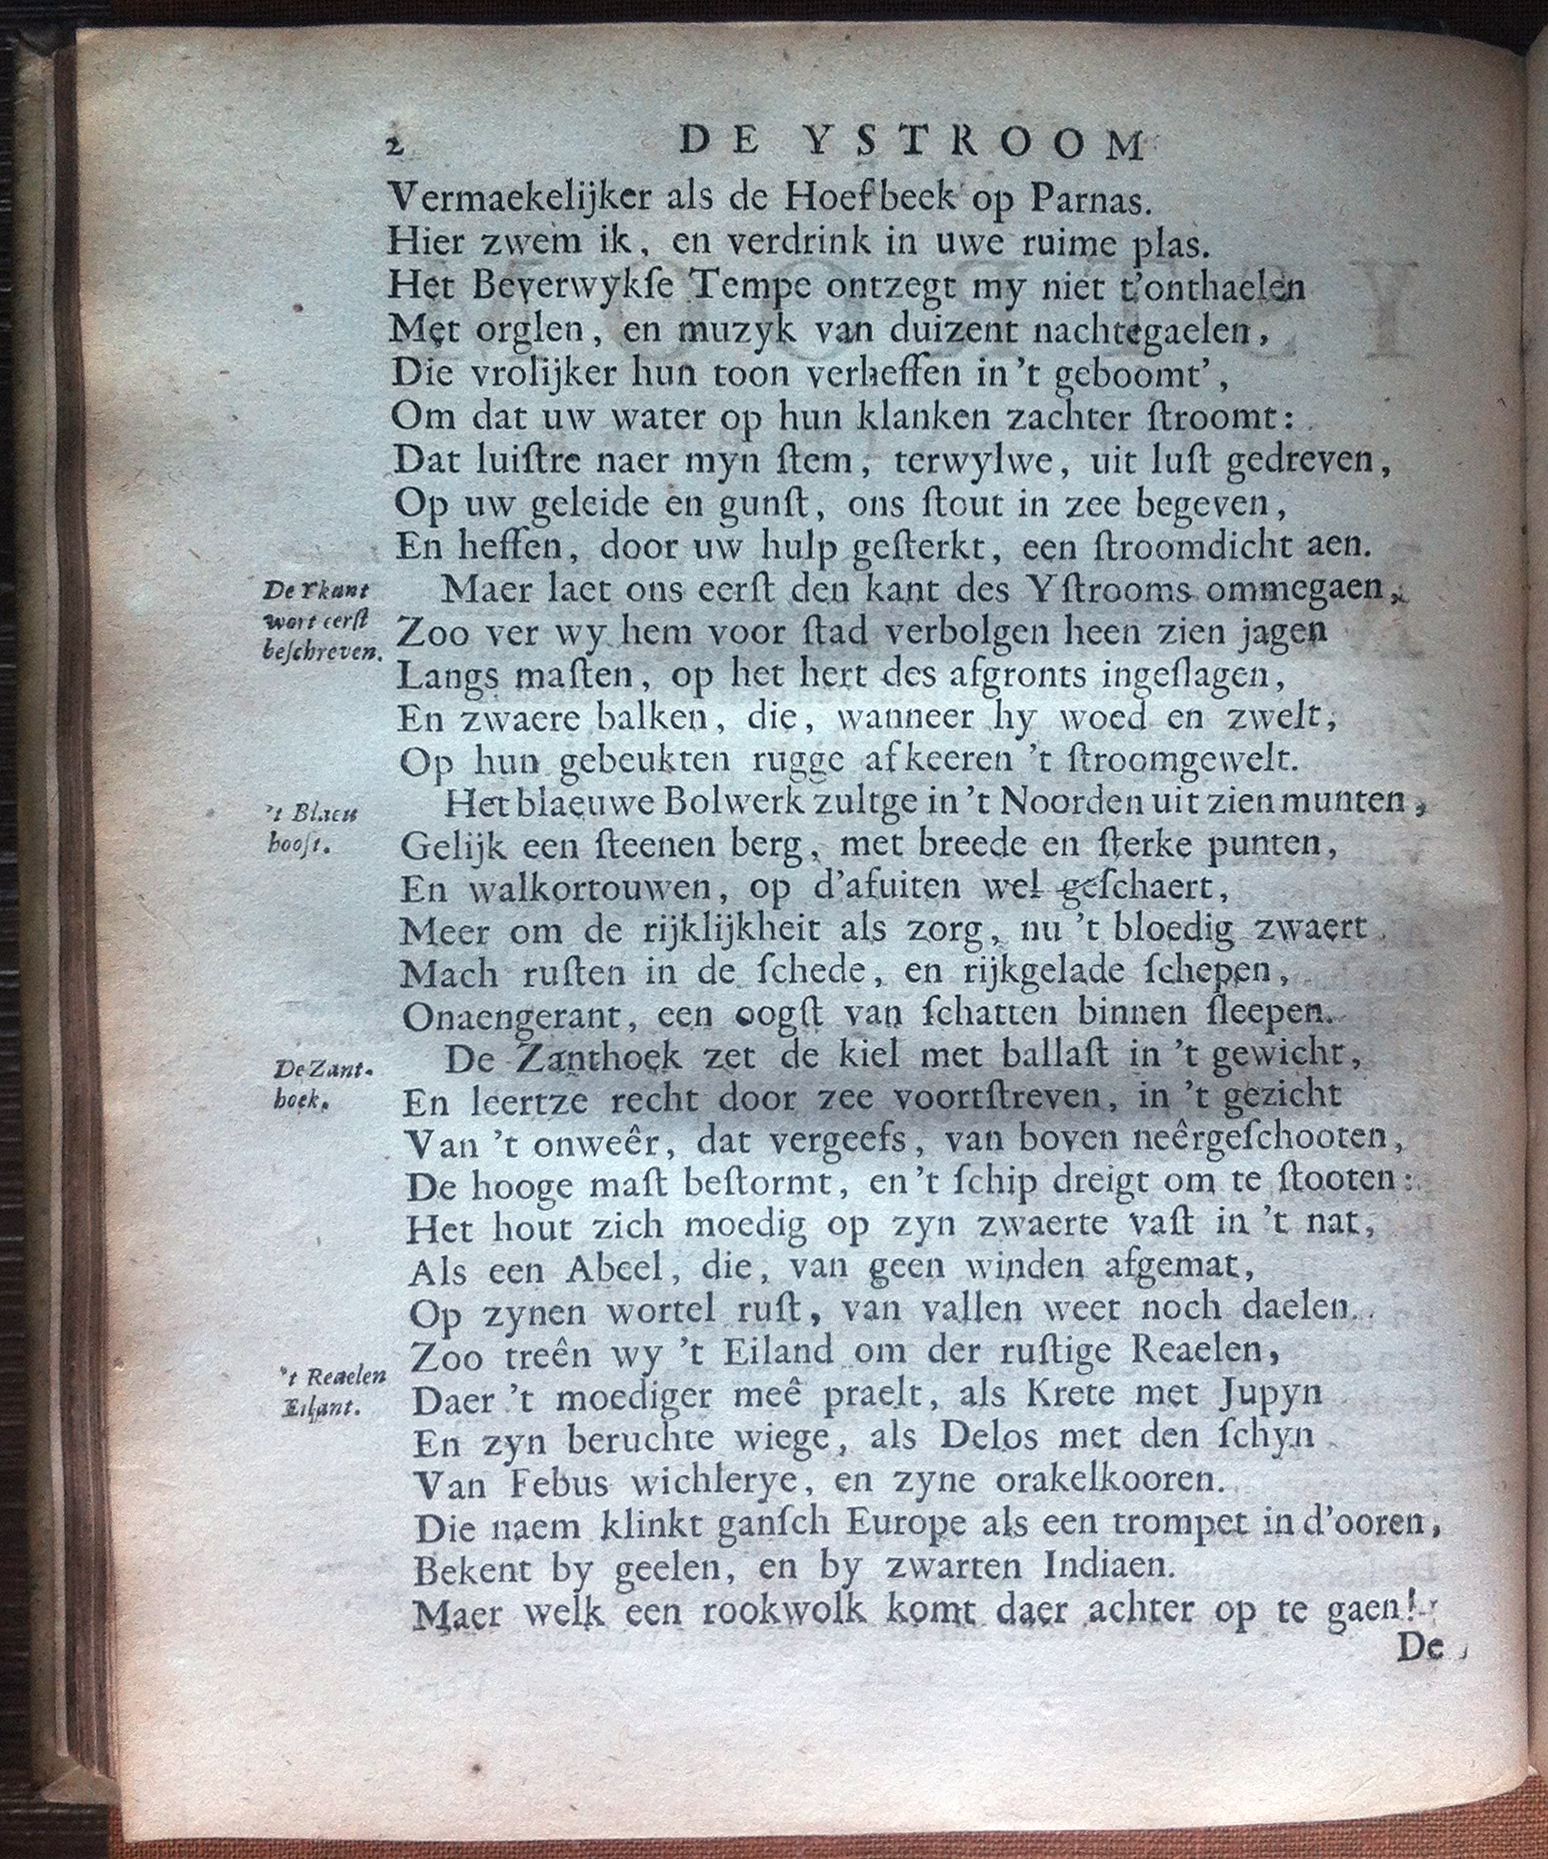 2 DE YSTROOM
Vermaekelijker als de Hoefbeek op Parnas.
Hier zwem ik, en verdrink in uwe ruime plas.
Het Beverwykſe Tempe ontzegt my niet t'onthaelen
Met orglen, en muzyk van duizent nachtegaelen,
Die vrolijker hun toon verheffen in 't geboomt',
Om dat uw water op hun klanken zachter ſtroomt:
Dat luiſtre naer myn ſtem, terwylwe, uit luſt gedreven,
Op uw geleide en gunſt, ons ſtout in zee begeven,
En heffen, door uw hulp geſterkt, een ſtroomdicht aen.
De Ykant
wort eerſt
beſchreven.
Maer laet ons eerſt den kant des Yſtrooms ommegaen,
Zoo ver wy hem voor ſtad verbolgen heen zien jagen
Langs maſten, op het hert des afgronts ingeſlagen,
En zwaere balken, die, wanneer hy woed en zwelt,
Op hun gebeukten rugge afkeeren 't ſtroomgewelt.
't Blaeu
hooft.
Het blaeuwe Bolwerk zultge in 't Noorden uit zien munten,
Gelijk een ſteenen berg, met breede en ſterke punten,
En walkortouwen, op d'afuiten wel geſchaert,
Meer om de rijklijkheit als zorg, nu 't bloedig zwaert
Mach ruſten in de ſchede, en rijkgelade ſchepen,
Onaengerant, een oogſt van ſchatten binnen ſleepen.
De Zant-
hoek.
De Zanthoek zet de kiel met ballaſt in 't gewicht,
En leertze recht door zee voortſtreven, in 't gezicht
Van 't onweêr, dat vergeefs, van boven neêrgeſchooten,
De hooge maſt beſtormt, en 't ſchip dreigt om te ſtooten:
Het hout zich moedig op zyn zwaerte vaſt in 't nat,
Als een Abeel, die, van geen winden afgemat,
Op zynen wortel ruſt, van vallen weet noch daelen.
't Reaelen
Eilant.
Zoo treên wy 't Eiland om der ruſtige Reaelen,
Daer 't moediger meê praelt, als Krete met Jupyn
En zyn beruchte wiege, als Delos met den ſchyn
Van Febus wichlerye, en zyne orakelkooren.
Die naem klinkt ganſch Europe als een trompet in d'ooren,
Bekent by geelen, en by zwarten Indiaen.
Maer welk een rookwolk komt daer achter op te gaen!
De